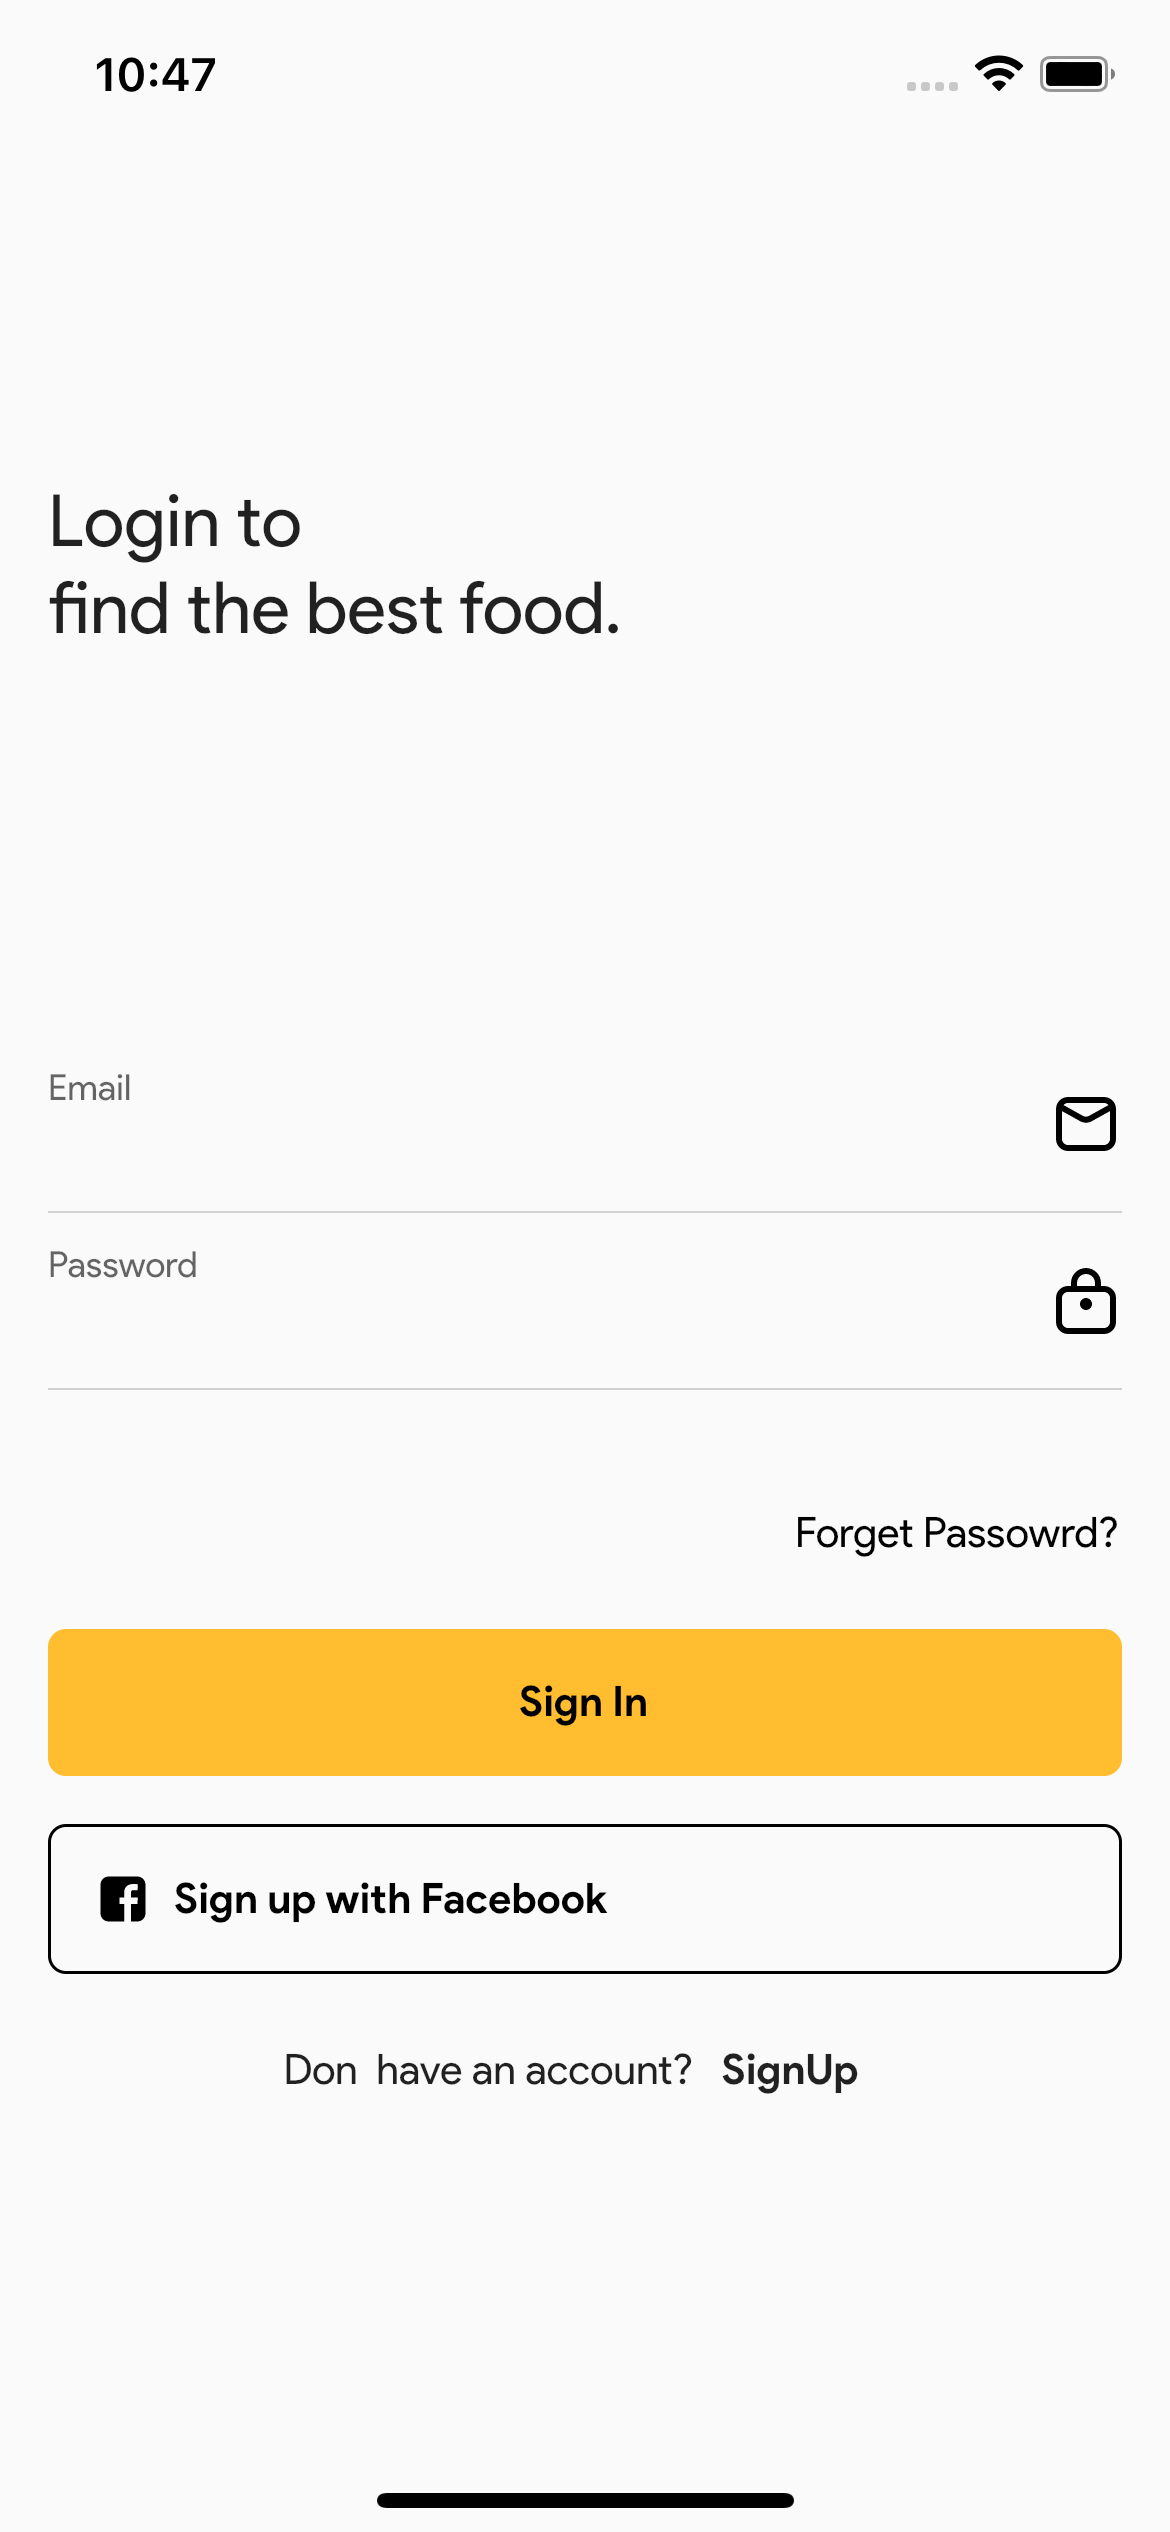 10:47
Login to
find the best food.
Email
Password
Forget Passowrd?
Sign In
Sign up with Facebook
Don  have an account? SignUp